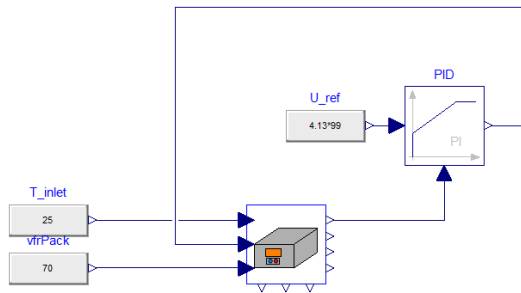 PID
U_ref
4.13*99
PI
T_inlet
25
vfrPack
70